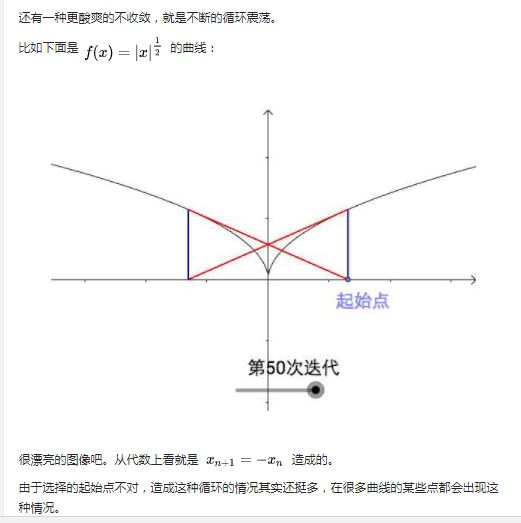 还有一种更酸爽的不收敛，就是不断的循环震荡。
比如下面是 f(x) = |x|^{\frac{1}{2}} 的曲线：
起始点
第50次迭代
很漂亮的图像吧。从代数上看就是 x_{n+1} = -x_n 造成的。
由于选择的起始点不对，造成这种循环的情况其实还挺多，在很多曲线的某些点都会出现这
种情况。